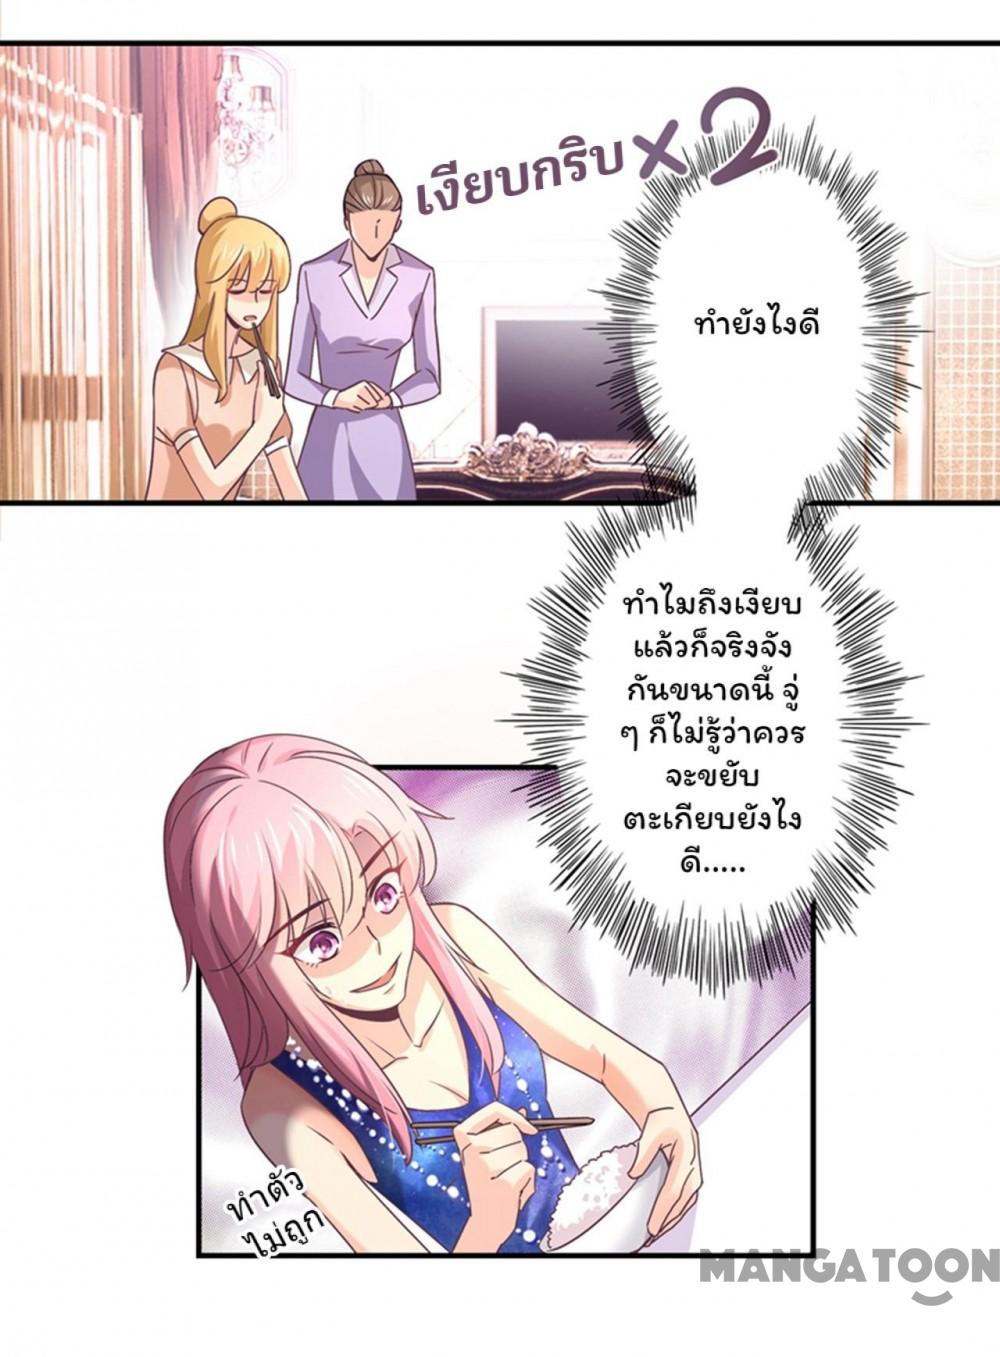 เงียบกริบ x 2
ทำยังไงดี
ทำไมถึงเงียบ
แล้วก็จริงจัง
กันขนาดนี้ จู่
ๆ ก็ไม่รู้ว่าควร
จะขยับ
ตะเกียบยังไง
ดี.....
ทำตัว
ไม่ถูก
MANGATOON